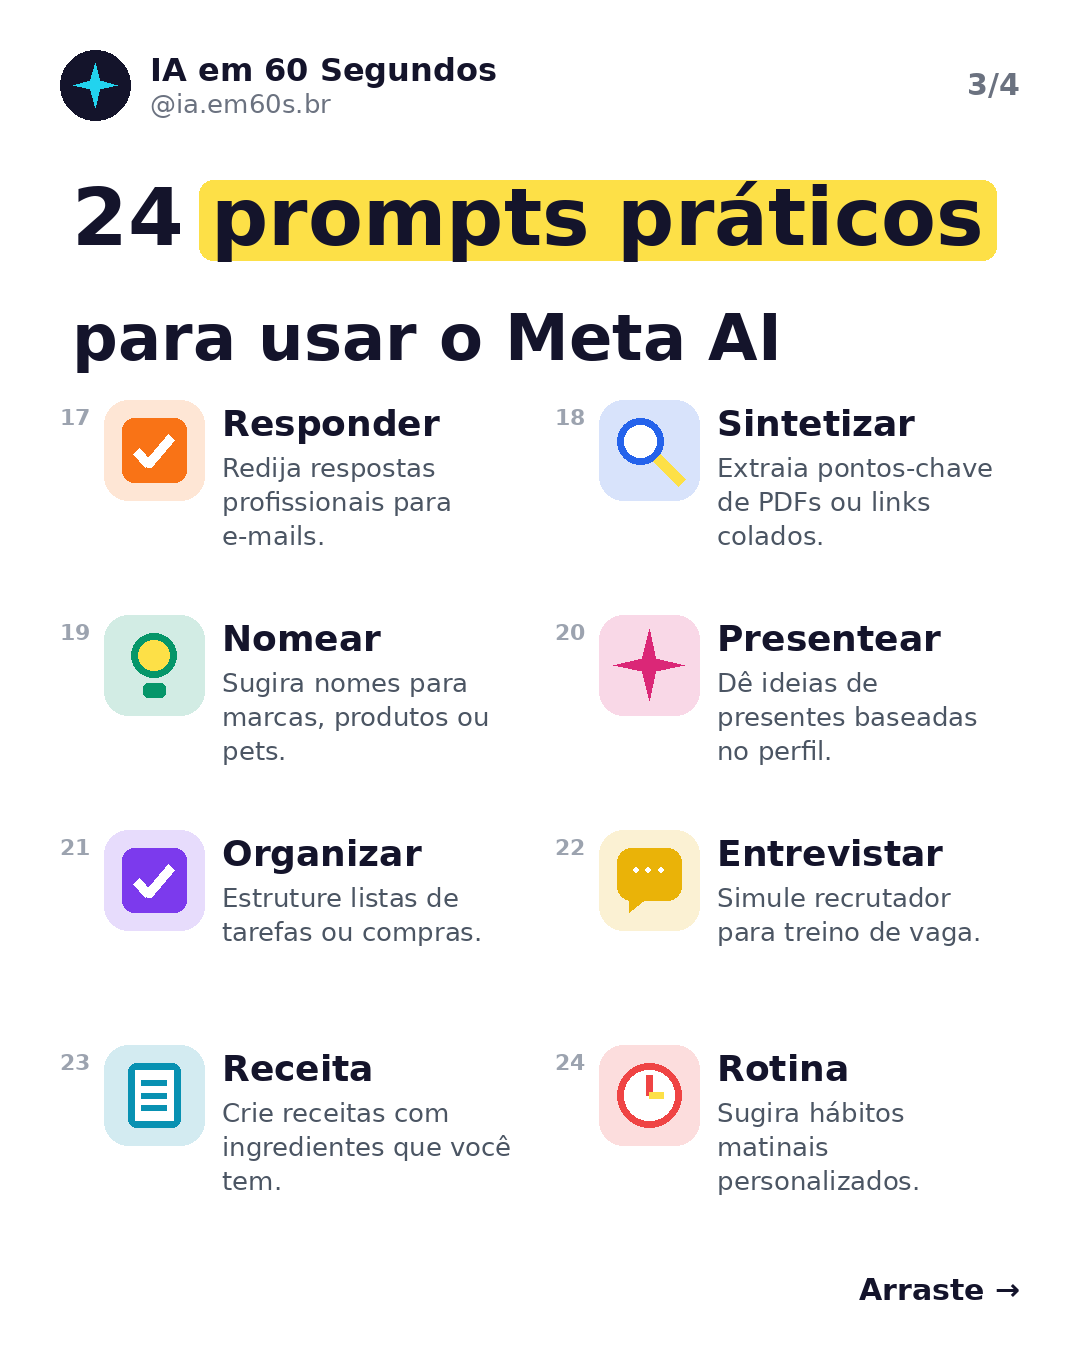 IA em 60 Segundos
@ia.em60s.br
3/4
24 prompts práticos
para usar o Meta AI
17
Responder
Redija respostas
profissionais para
e-mails.
18
Sintetizar
Extraia pontos-chave
de PDFs ou links
colados.
19
Nomear
Sugira nomes para
marcas, produtos ou
pets.
20
Presentear
Dê ideias de
presentes baseadas
no perfil.
21
Organizar
Estruture listas de
tarefas ou compras.
22
Entrevistar
Simule recrutador
para treino de vaga.
23
Receita
Crie receitas com
ingredientes que você
tem.
24
Rotina
Sugira hábitos
matinais
personalizados.
Arraste →